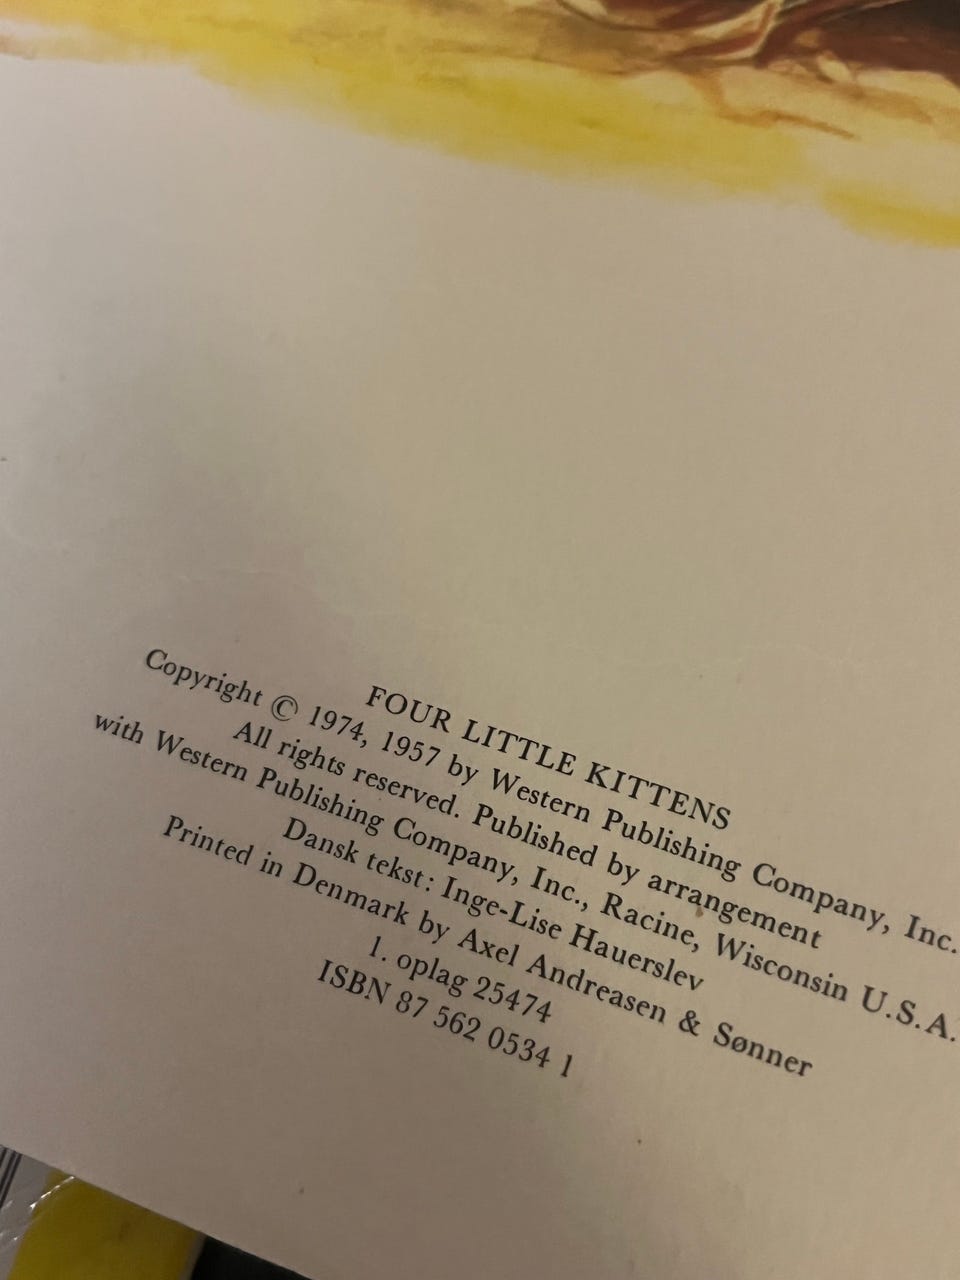 FOUR LITTLE KITTENS
Copyright © 1974, 1957 by Western Publishing Company, Inc.
All rights reserved. Published by arrangement
with Western Publishing Company, Inc., Racine, Wisconsin U.S.A.
Dansk tekst: Inge-Lise Hauerslev
Printed in Denmark by Axel Andreasen & Sønner
1. oplag 25474
ISBN 87 562 0534 1